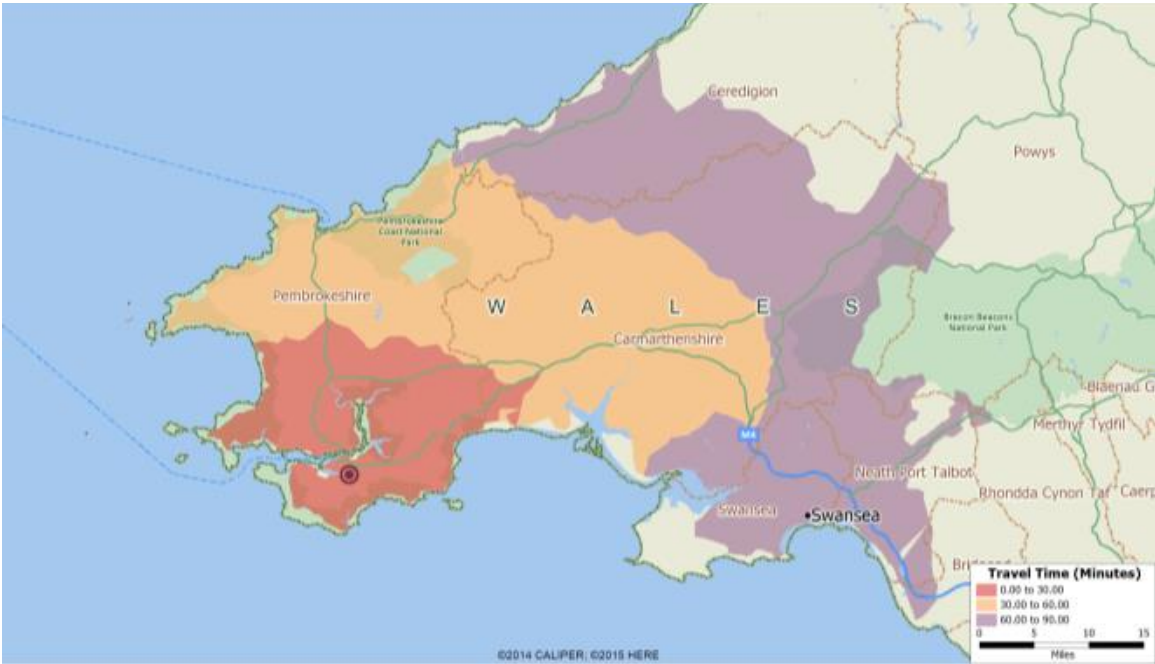 Ceredigion
Powys
Pembrokeshire
Coast National
Park
Pembrokeshire
W A L E S
Carmarthenshire
Brecon Beacons
National Park
Blaenau G
Merthyr Tydfil
M4
Neath Port Talbot
Rhondda Cynon Taf
Caerp
Swansea
Swansea
Travel Time (Minutes)
0.00 to 30.00
30.00 to 60.00
60.00 to 90.00
0 5 10 15
Miles
©2014 CALIPER; ©2015 HERE